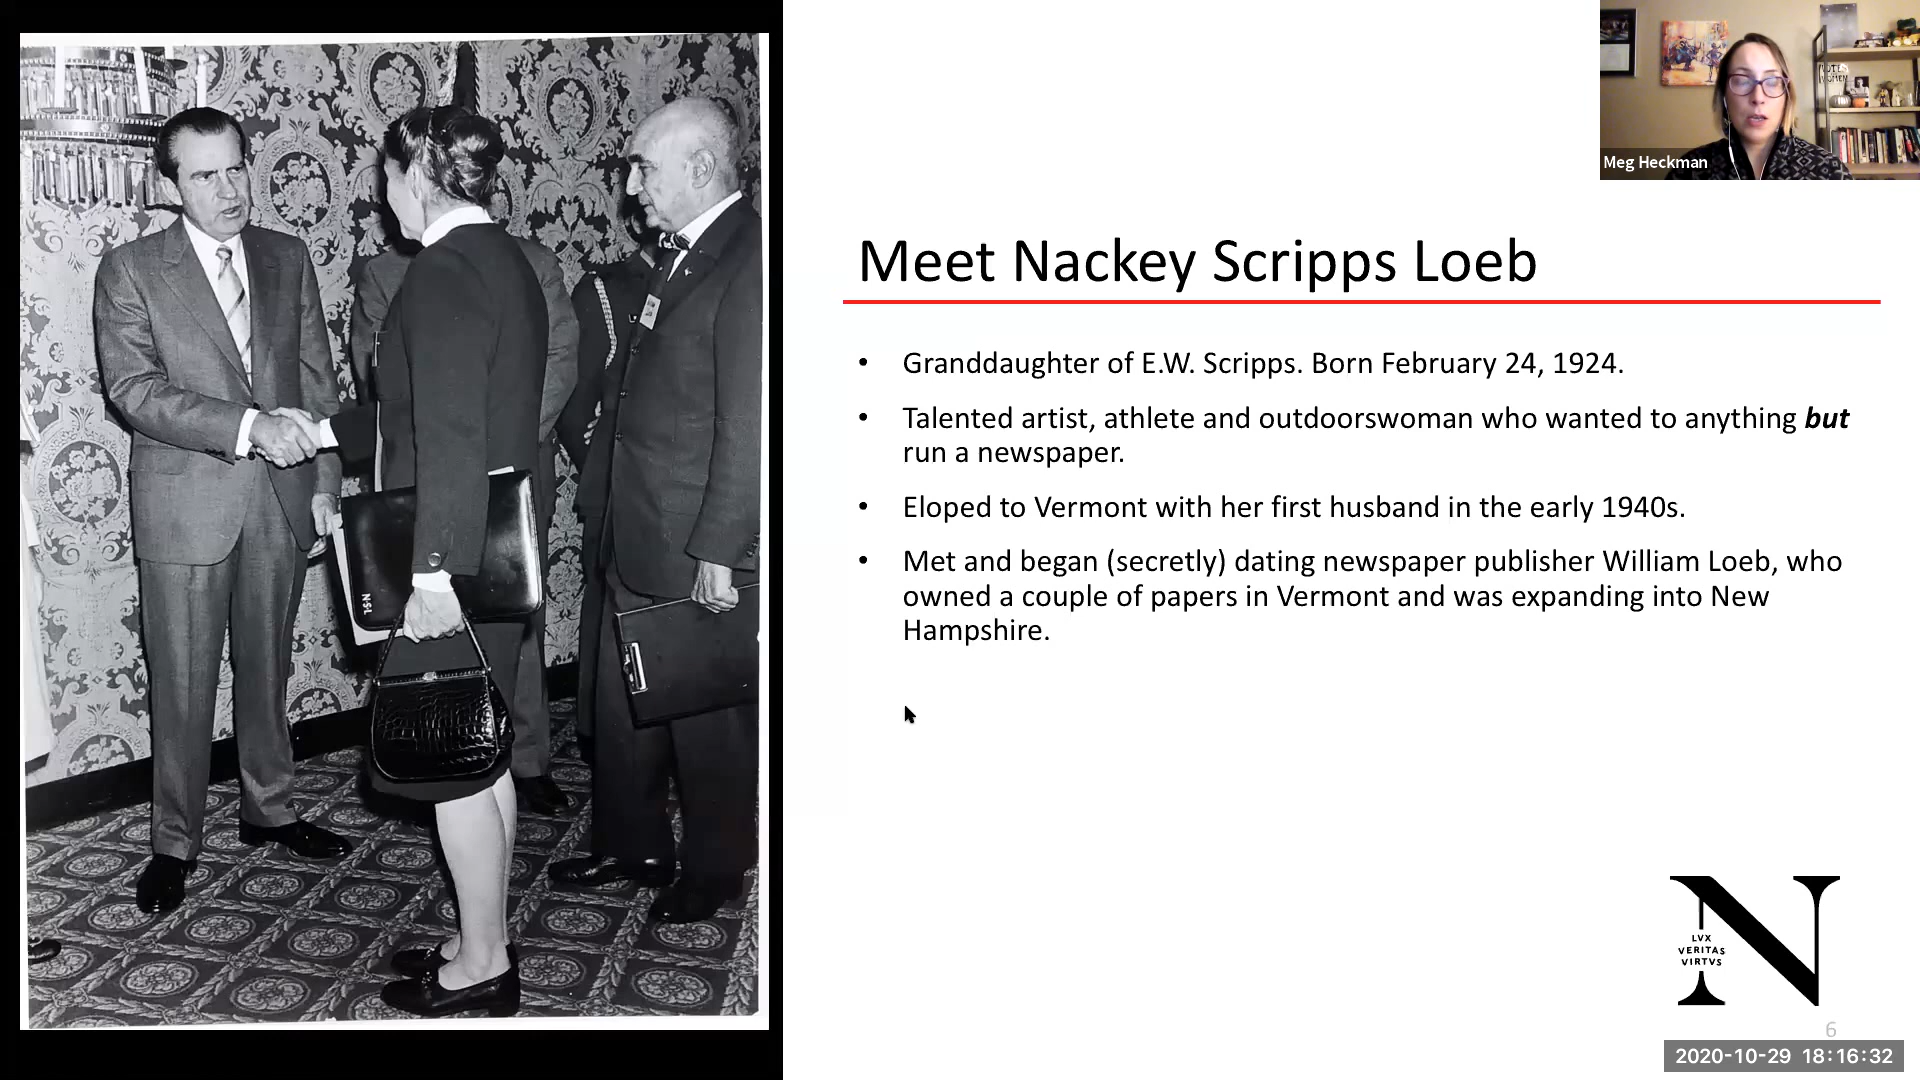 Meg Heckman
Meet Nackey Scripps Loeb
• Granddaughter of E.W. Scripps. Born February 24, 1924.
• Talented artist, athlete and outdoorswoman who wanted to anything but
run a newspaper.
• Eloped to Vermont with her first husband in the early 1940s.
• Met and began (secretly) dating newspaper publisher William Loeb, who
owned a couple of papers in Vermont and was expanding into New
Hampshire.
N.S.L.
N
LVX
VERITAS
VIRTVS
6
2020-10-29 18:16:32